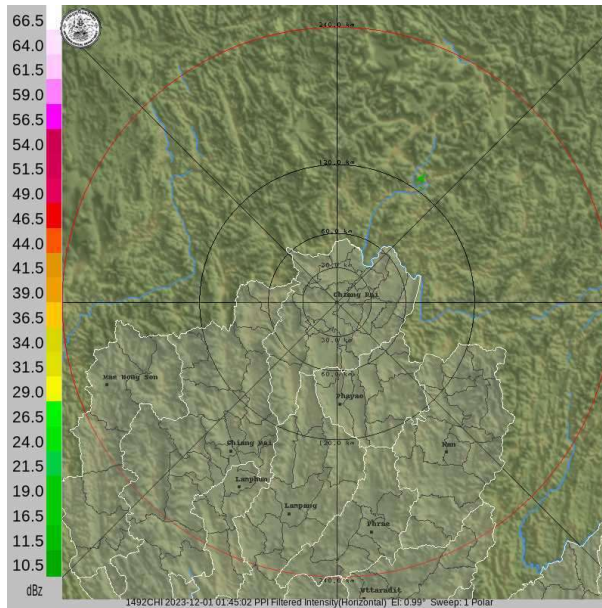 66.5
64.0
61.5
59.0
56.5
54.0
51.5
49.0
46.5
44.0
41.5
39.0
36.5
34.0
31.5
29.0
26.5
24.0
21.5
19.0
16.5
11.5
10.5
dBz
240.0 km
120.0 km
60.0 km
30.0 km
Chiang Rai
30.0 km
60.0 km
Mae Hong Son
Phayao
120.0 km
Chiang Mai
Nan
Lamphun
Lampang
Phrae
240.0 km
Uttaradit
1492CHI 2023-12-01 01:45:02 PPI Filtered Intensity(Horizontal) El: 0.99° Sweep: 1 Polar